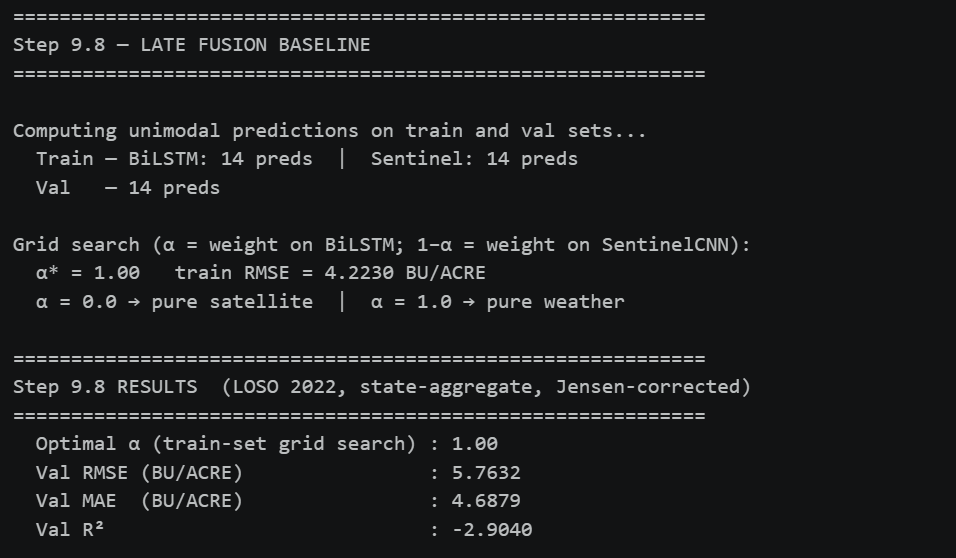 ============================================================
Step 9.8 — LATE FUSION BASELINE
============================================================
Computing unimodal predictions on train and val sets...
  Train — BiLSTM: 14 preds  |  Sentinel: 14 preds
  Val   — 14 preds
Grid search (α = weight on BiLSTM; 1−α = weight on SentinelCNN):
  α* = 1.00   train RMSE = 4.2230 BU/ACRE
  α = 0.0 → pure satellite  |  α = 1.0 → pure weather
============================================================
Step 9.8 RESULTS  (LOSO 2022, state-aggregate, Jensen-corrected)
============================================================
  Optimal α (train-set grid search) : 1.00
  Val RMSE (BU/ACRE)                : 5.7632
  Val MAE  (BU/ACRE)                : 4.6879
  Val R²                            : -2.9040